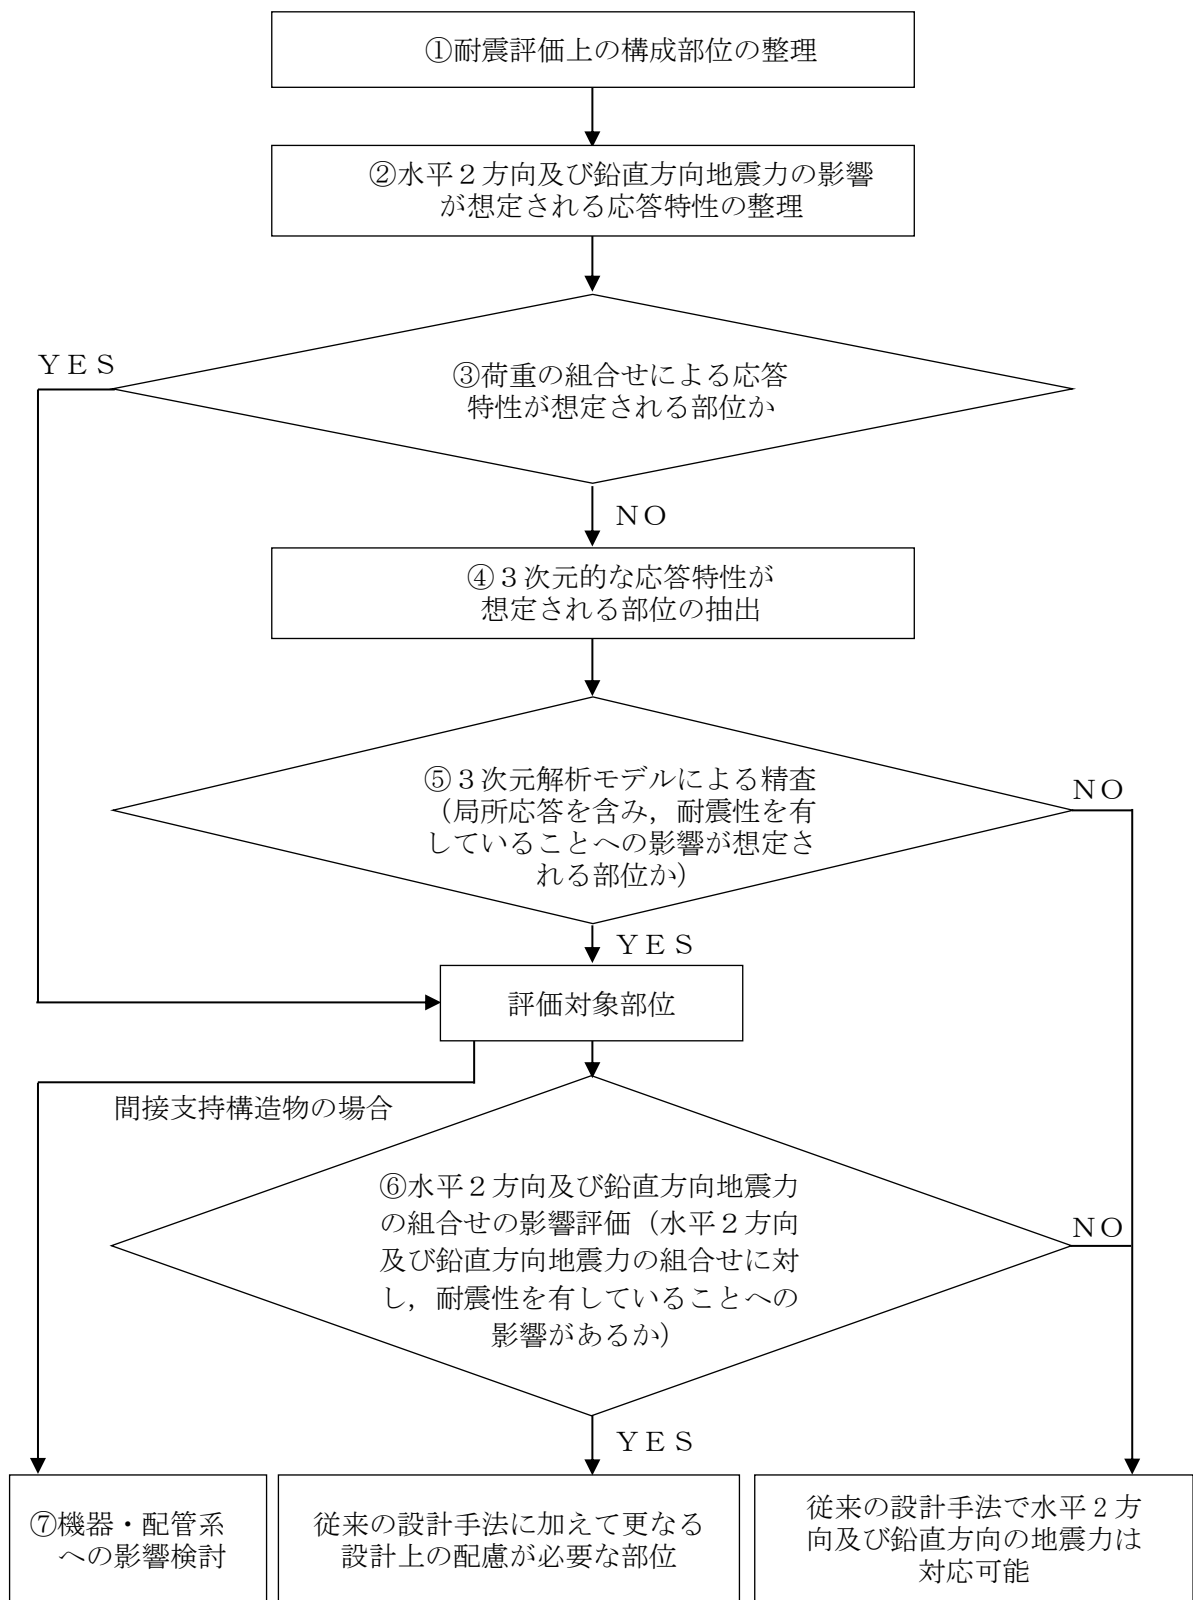 ①耐震評価上の構成部位の整理
②水平２方向及び鉛直方向地震力の影響
が想定される応答特性の整理
ＹＥＳ
③荷重の組合せによる応答
特性が想定される部位か
ＮＯ
④３次元的な応答特性が
想定される部位の抽出
⑤３次元解析モデルによる精査
（局所応答を含み，耐震性を有
していることへの影響が想定さ
れる部位か）
ＮＯ
ＹＥＳ
評価対象部位
間接支持構造物の場合
⑥水平２方向及び鉛直方向地震力
の組合せの影響評価（水平２方向
及び鉛直方向地震力の組合せに対
し，耐震性を有していることへの
影響があるか）
ＮＯ
ＹＥＳ
⑦機器・配管系
への影響検討
従来の設計手法に加えて更なる
設計上の配慮が必要な部位
従来の設計手法で水平２方
向及び鉛直方向の地震力は
対応可能